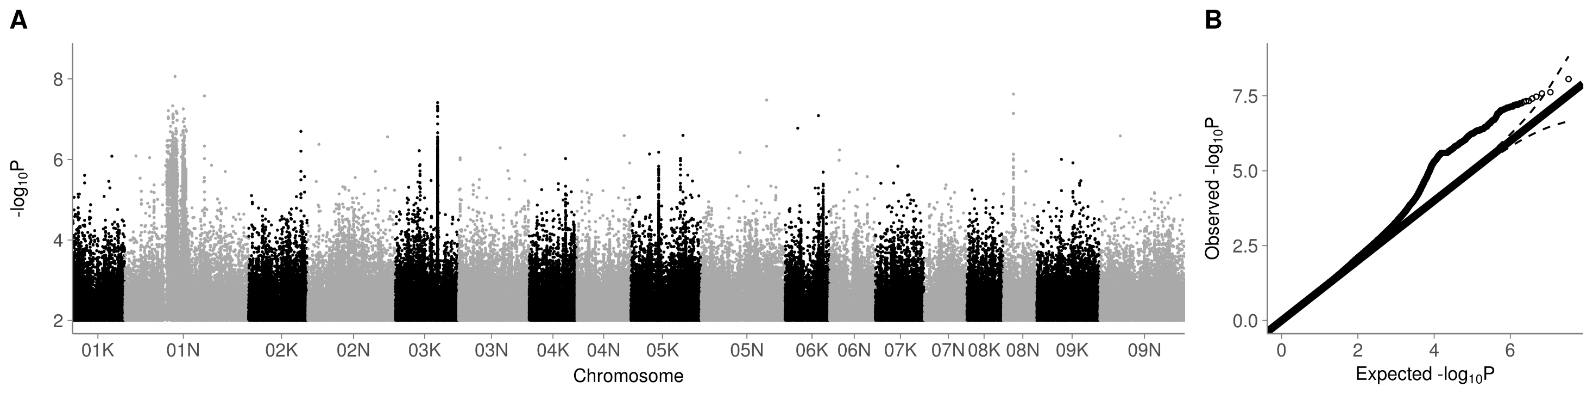 A
-log10P
8
6
4
2
01K 01N 02K 02N 03K 03N 04K 04N 05K 05N 06K 06N 07K 07N 08K 08N 09K 09N
Chromosome
B
Observed -log10P
7.5
5.0
2.5
0.0
0 2 4 6
Expected -log10P